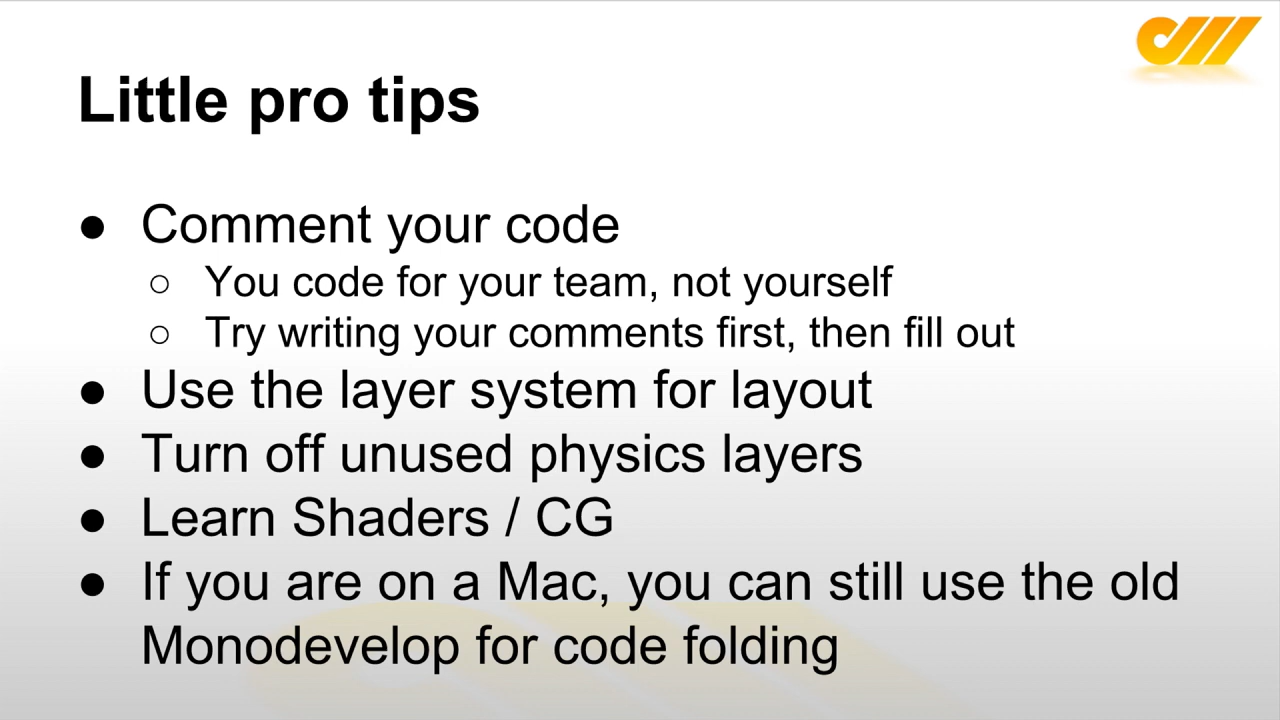 Little pro tips
● Comment your code
○ You code for your team, not yourself
○ Try writing your comments first, then fill out
● Use the layer system for layout
● Turn off unused physics layers
● Learn Shaders / CG
● If you are on a Mac, you can still use the old
Monodevelop for code folding